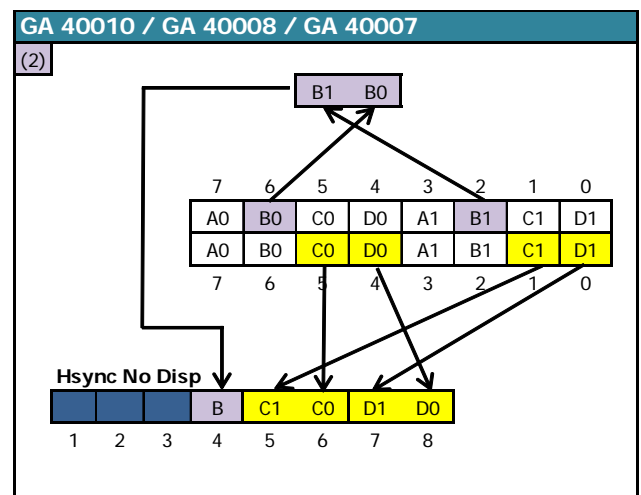 GA 40010 / GA 40008 / GA 40007
(2)
B1 B0
7 6 5 4 3 2 1 0
A0 B0 C0 D0 A1 B1 C1 D1
A0 B0 C0 D0 A1 B1 C1 D1
7 6 5 4 3 2 1 0
Hsync No Disp
B C1 C0 D1 D0
1 2 3 4 5 6 7 8